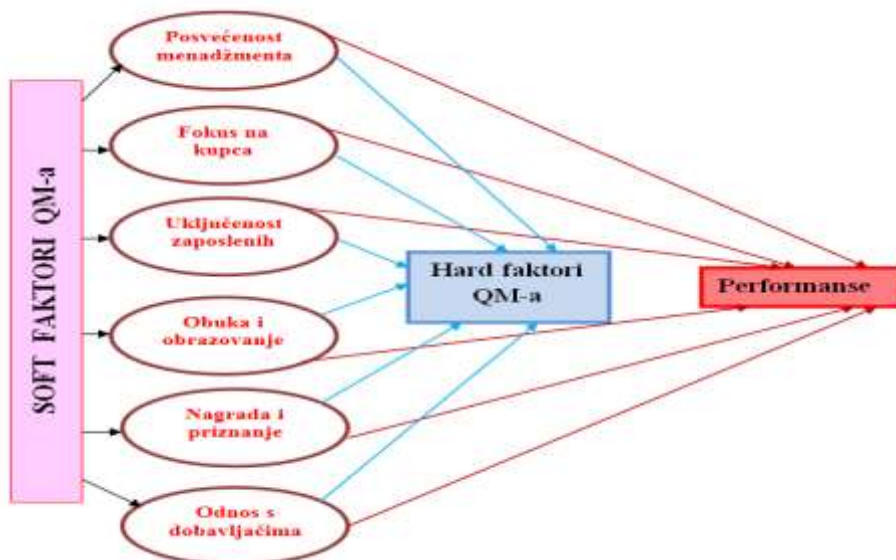 SOFT FAKTORI QM-a
Posvećenost
menadžmenta
Fokus na
kupca
Uključenost
zaposlenih
Obuka i
obrazovanje
Nagrada i
priznanje
Odnos s
dobavljačima
Hard faktori
QM-a
Performanse